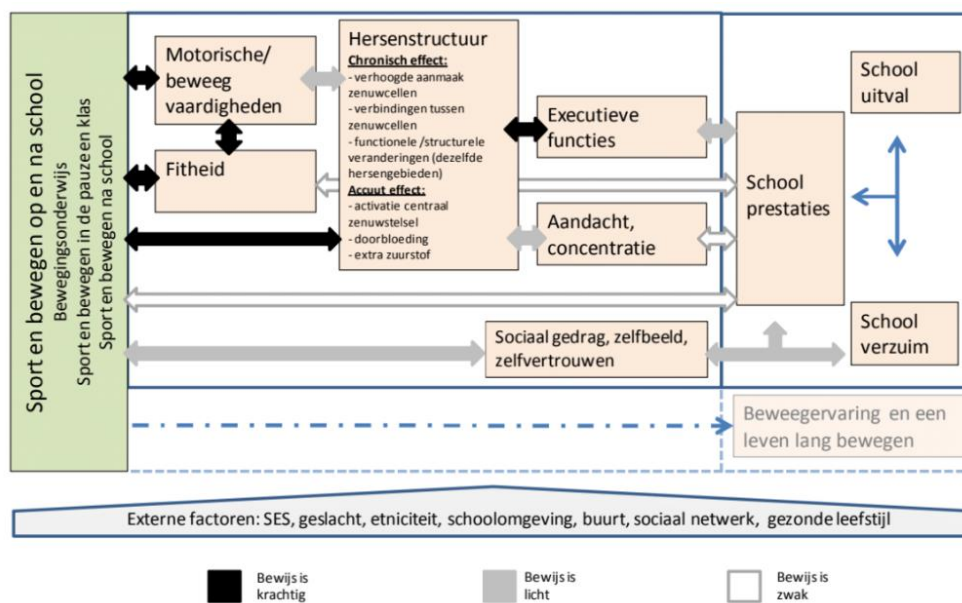 Sport en bewegen op en na school
Bewegingsonderwijs
Sport en bewegen in de pauze en klas
Sport en bewegen na school
Motorische/
beweeg
vaardigheden
Fitheid
Hersenstructuur
Chronisch effect:
- verhoogde aanmaak
zenuwcellen
- verbindingen tussen
zenuwcellen
- functionele /structurele
veranderingen (dezelfde
hersengebieden)
Accuut effect:
- activatie centraal
zenuwstelsel
- doorbloeding
- extra zuurstof
Executieve
functies
Aandacht,
concentratie
Sociaal gedrag, zelfbeeld,
zelfvertrouwen
School
prestaties
School
uitval
School
verzuim
Beweegervaring en een
leven lang bewegen
Externe factoren: SES, geslacht, etniciteit, schoolomgeving, buurt, sociaal netwerk, gezonde leefstijl
Bewijs is
krachtig
Bewijs is
licht
Bewijs is
zwak